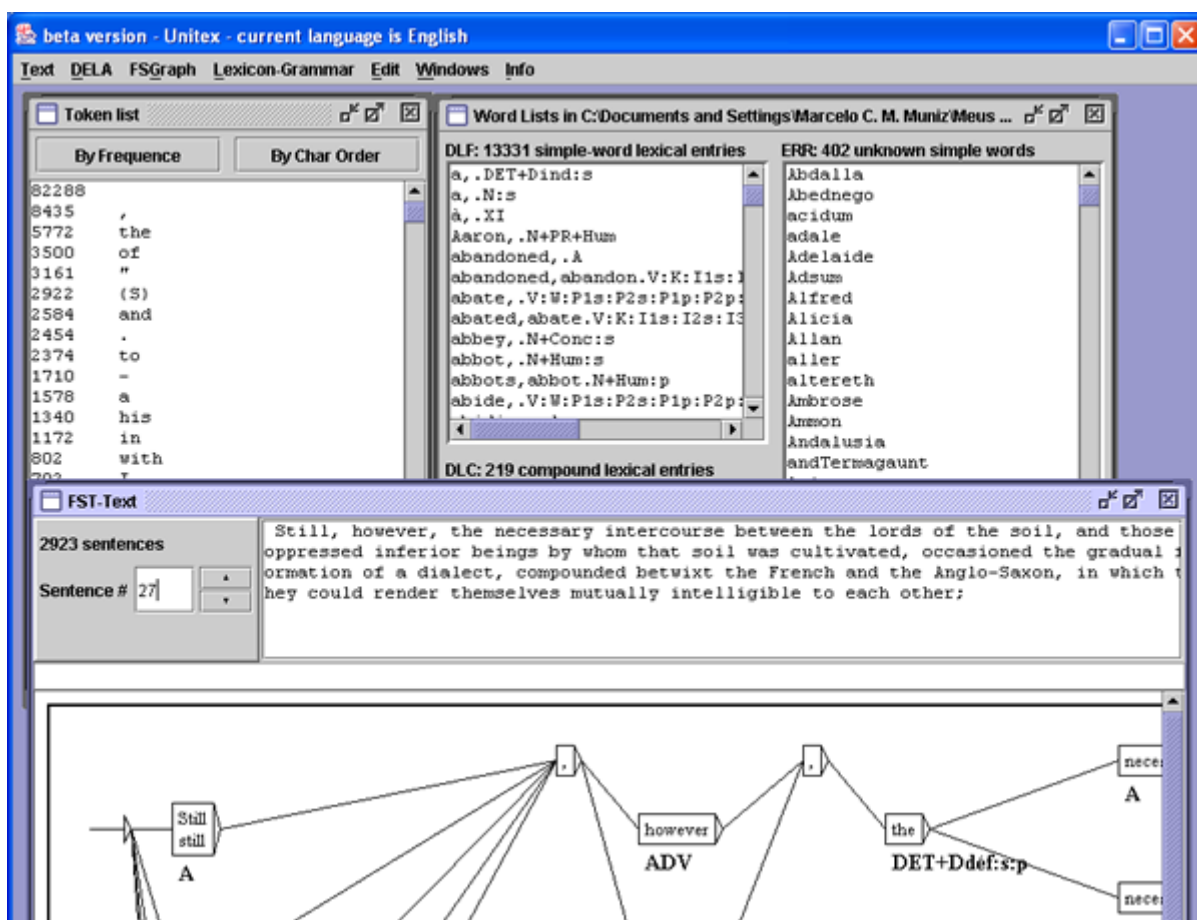 beta version - Unitex - current language is English
Text DELA FSGraph Lexicon-Grammar Edit Windows Info
Token list
By Frequence By Char Order
82288
8435 ,
5772 the
3500 of
3161 "
2922 (S)
2584 and
2454 .
2374 to
1710 -
1578 a
1340 his
1172 in
802 with
Word Lists in C:\Documents and Settings\Marcelo C. M. Muniz\Meus ...
DLF: 13331 simple-word lexical entries
a,.DET+Dind:s
a,.N:s
à,.XI
Aaron,.N+PR+Hum
abandoned,.A
abandoned,abandon.V:K:I1s:
abate,.V:W:P1s:P2s:P1p:P2p:
abated,abate.V:K:I1s:I2s:I3
abbey,.N+Conc:s
abbot,.N+Hum:s
abbots,abbot.N+Hum:p
abide,.V:W:P1s:P2s:P1p:P2p:
DLC: 219 compound lexical entries
ERR: 402 unknown simple words
Abdalla
Abednego
acidum
adale
Adelaide
Adsum
Alfred
Alicia
Allan
aller
altereth
Ambrose
Ammon
Andalusia
andTermagaunt
FST-Text
2923 sentences
Sentence # 27
Still, however, the necessary intercourse between the lords of the soil, and those
oppressed inferior beings by whom that soil was cultivated, occasioned the gradual f
ormation of a dialect, compounded betwixt the French and the Anglo-Saxon, in which t
hey could render themselves mutually intelligible to each other;
, ,
neces
A
Still
still
A
however
ADV
the
DET+Ddef:s:p
neces